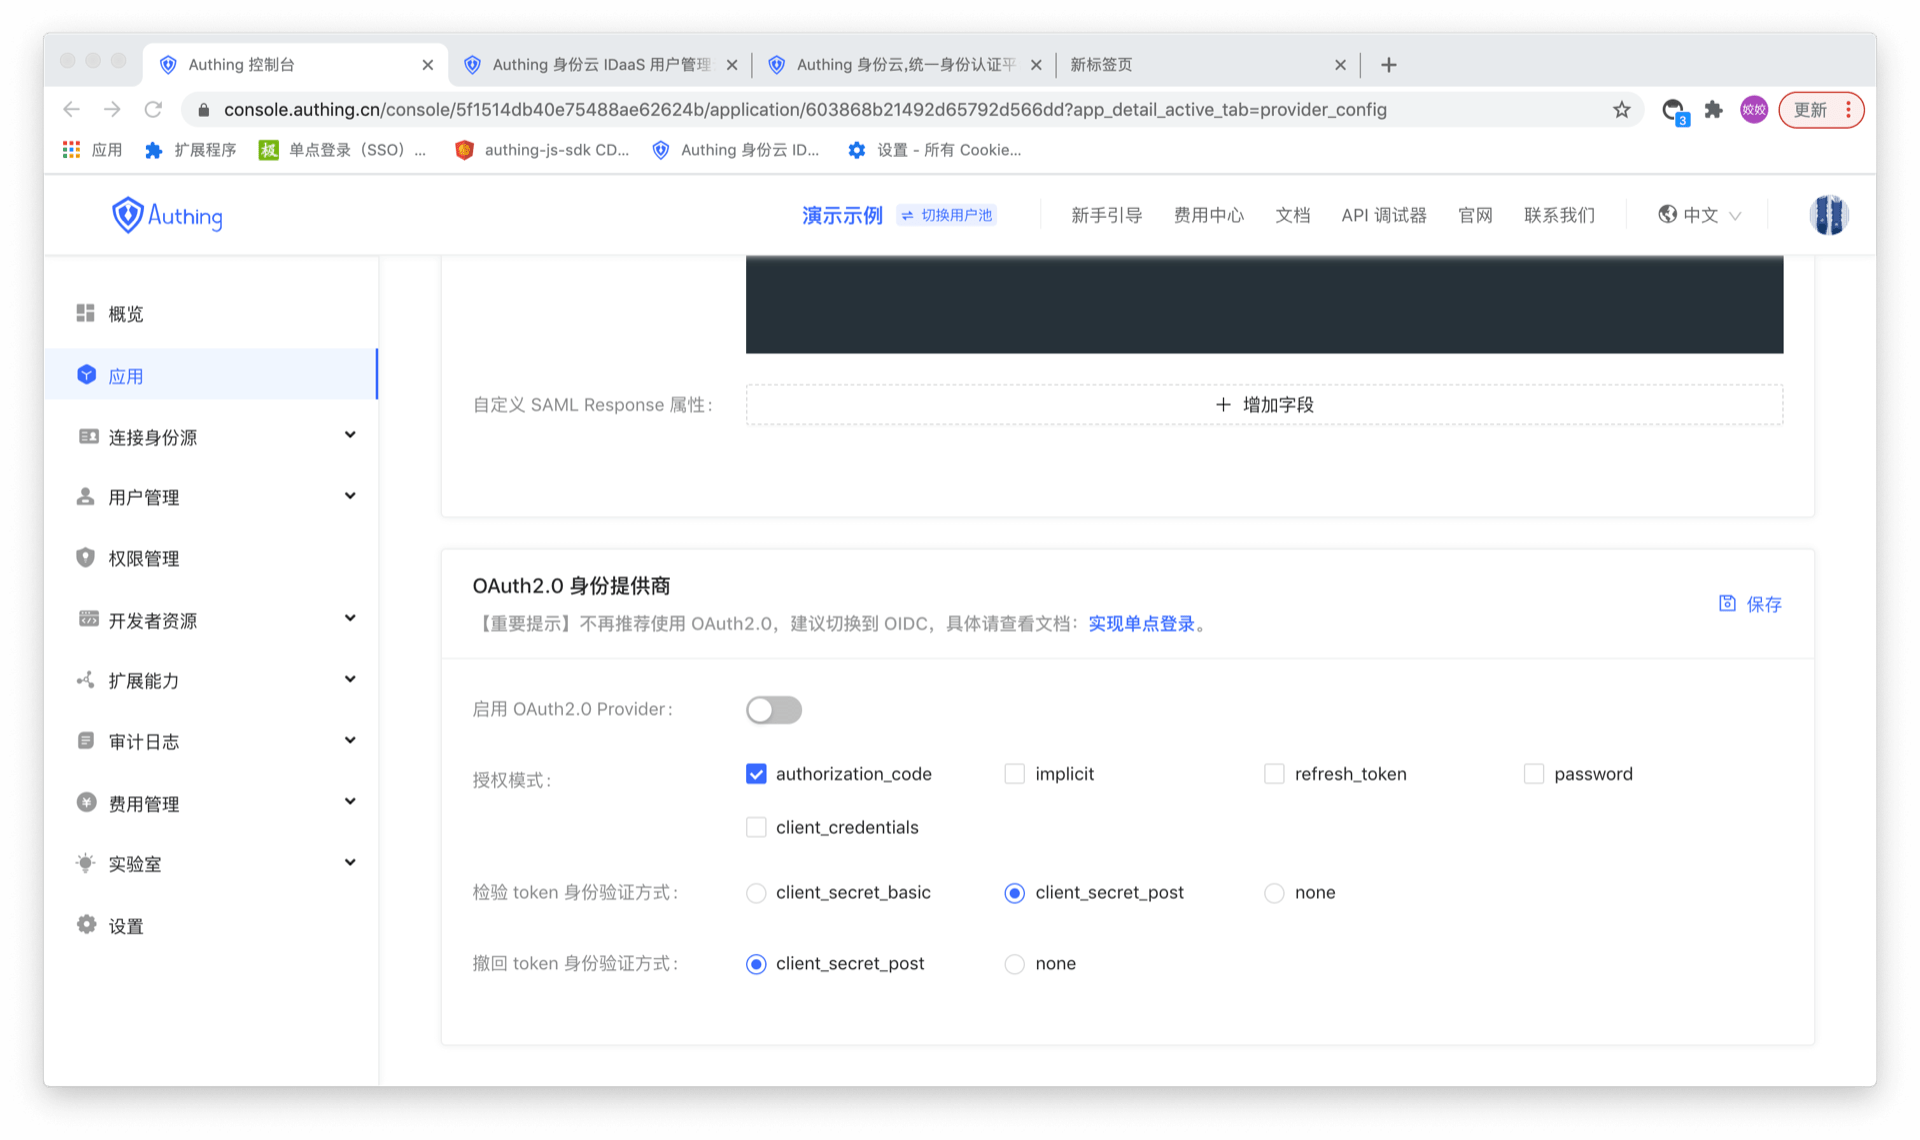 Authing 控制台
Authing 身份云 IDaaS 用户管理
Authing 身份云,统一身份认证平
新标签页
console.authing.cn/console/5f1514db40e75488ae62624b/application/603868b21492d65792d566dd?app_detail_active_tab=provider_config
3
姣姣
更新
应用
扩展程序
极
单点登录（SSO）...
authing-js-sdk CD...
Authing 身份云 ID...
设置 - 所有 Cookie...
Authing
演示示例
切换用户池
新手引导
费用中心
文档
API 调试器
官网
联系我们
中文
概览
应用
连接身份源
用户管理
权限管理
开发者资源
扩展能力
审计日志
费用管理
实验室
设置
自定义 SAML Response 属性:
+ 增加字段
OAuth2.0 身份提供商
【重要提示】不再推荐使用 OAuth2.0，建议切换到 OIDC，具体请查看文档：实现单点登录。
保存
启用 OAuth2.0 Provider:
授权模式:
authorization_code
implicit
refresh_token
password
client_credentials
检验 token 身份验证方式:
client_secret_basic
client_secret_post
none
撤回 token 身份验证方式:
client_secret_post
none